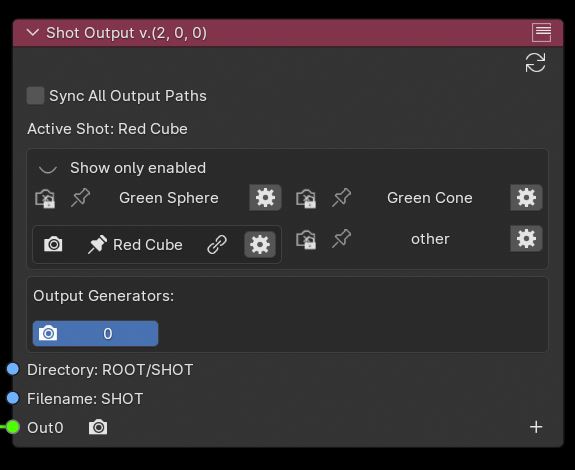 Shot Output v.(2, 0, 0)
Sync All Output Paths
Active Shot: Red Cube
Show only enabled
Green Sphere Green Cone
Red Cube other
Output Generators:
0
Directory: ROOT/SHOT
Filename: SHOT
Out0 +